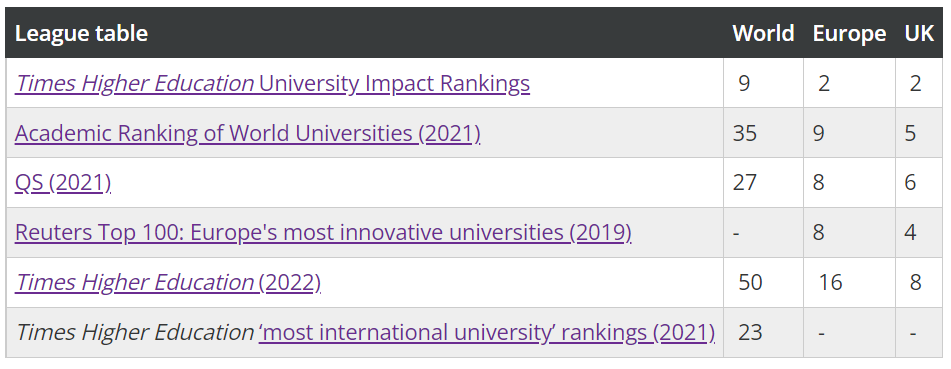 League table World Europe UK
Times Higher Education University Impact Rankings 9 2 2
Academic Ranking of World Universities (2021) 35 9 5
QS (2021) 27 8 6
Reuters Top 100: Europe's most innovative universities (2019) - 8 4
Times Higher Education (2022) 50 16 8
Times Higher Education ‘most international university’ rankings (2021) 23 - -